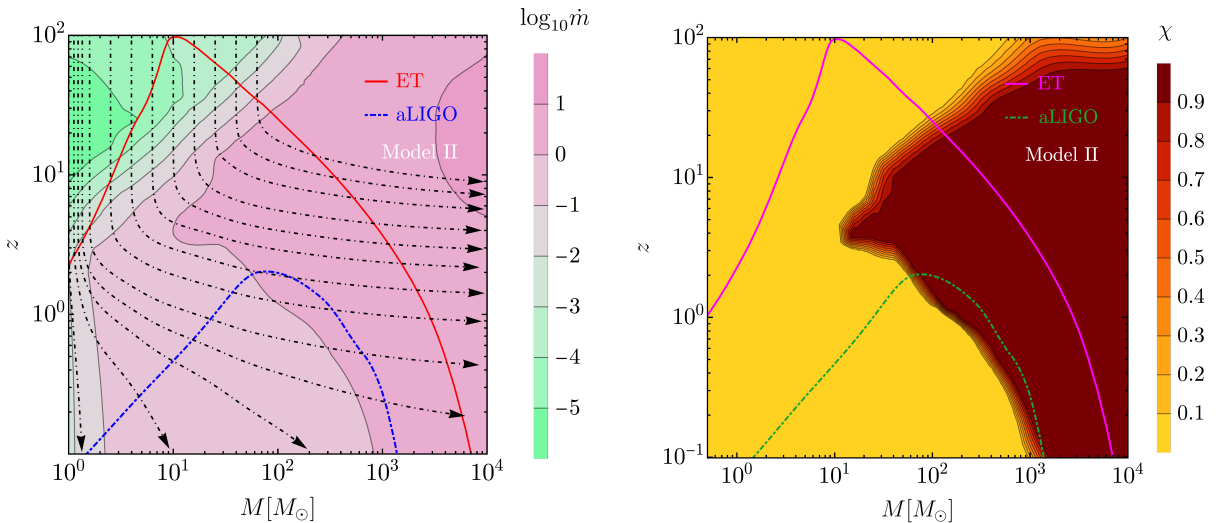 log₁₀ ṁ
10²
10¹
10⁰
z
ET
aLIGO
Model II
10⁰
10¹
10²
10³
10⁴
M[M⊙]
1
0
−1
−2
−3
−4
−5
χ
10²
10¹
10⁰
10⁻¹
z
ET
aLIGO
Model II
10⁰
10¹
10²
10³
10⁴
M[M⊙]
0.9
0.8
0.7
0.6
0.5
0.4
0.3
0.2
0.1